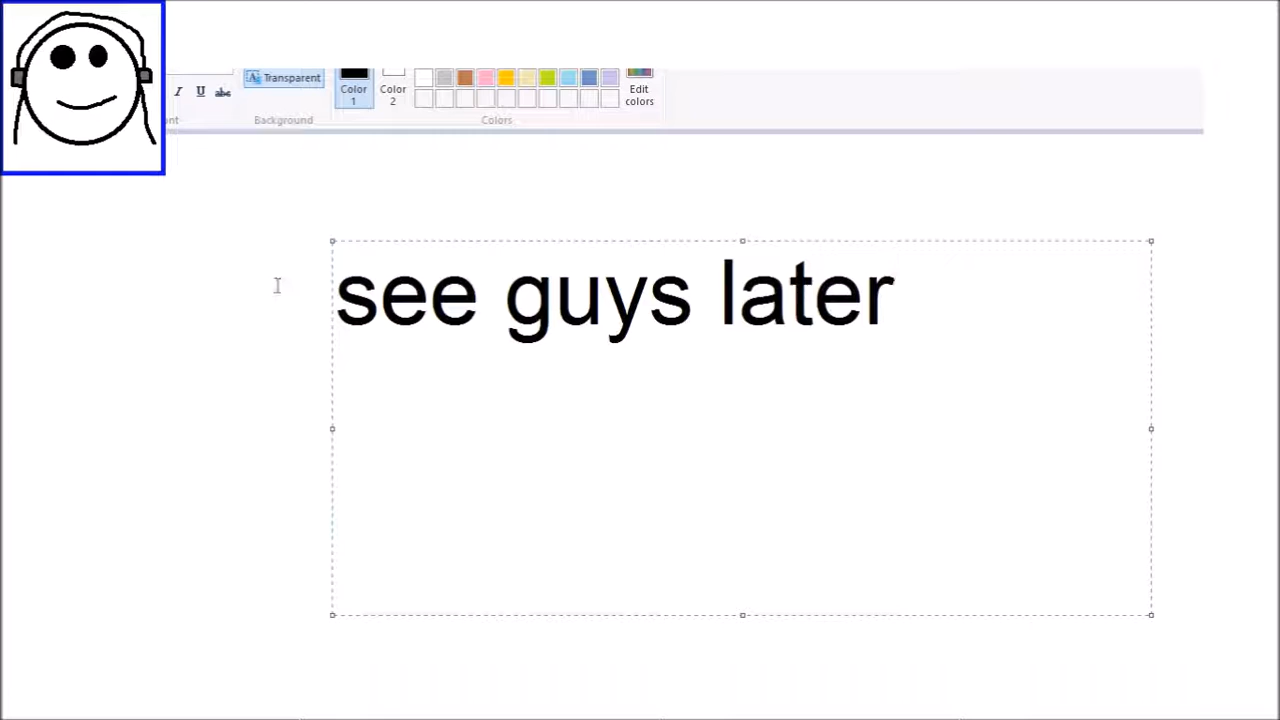 Transparent
Color 1
Color 2
Edit colors
Background
Colors
see guys later